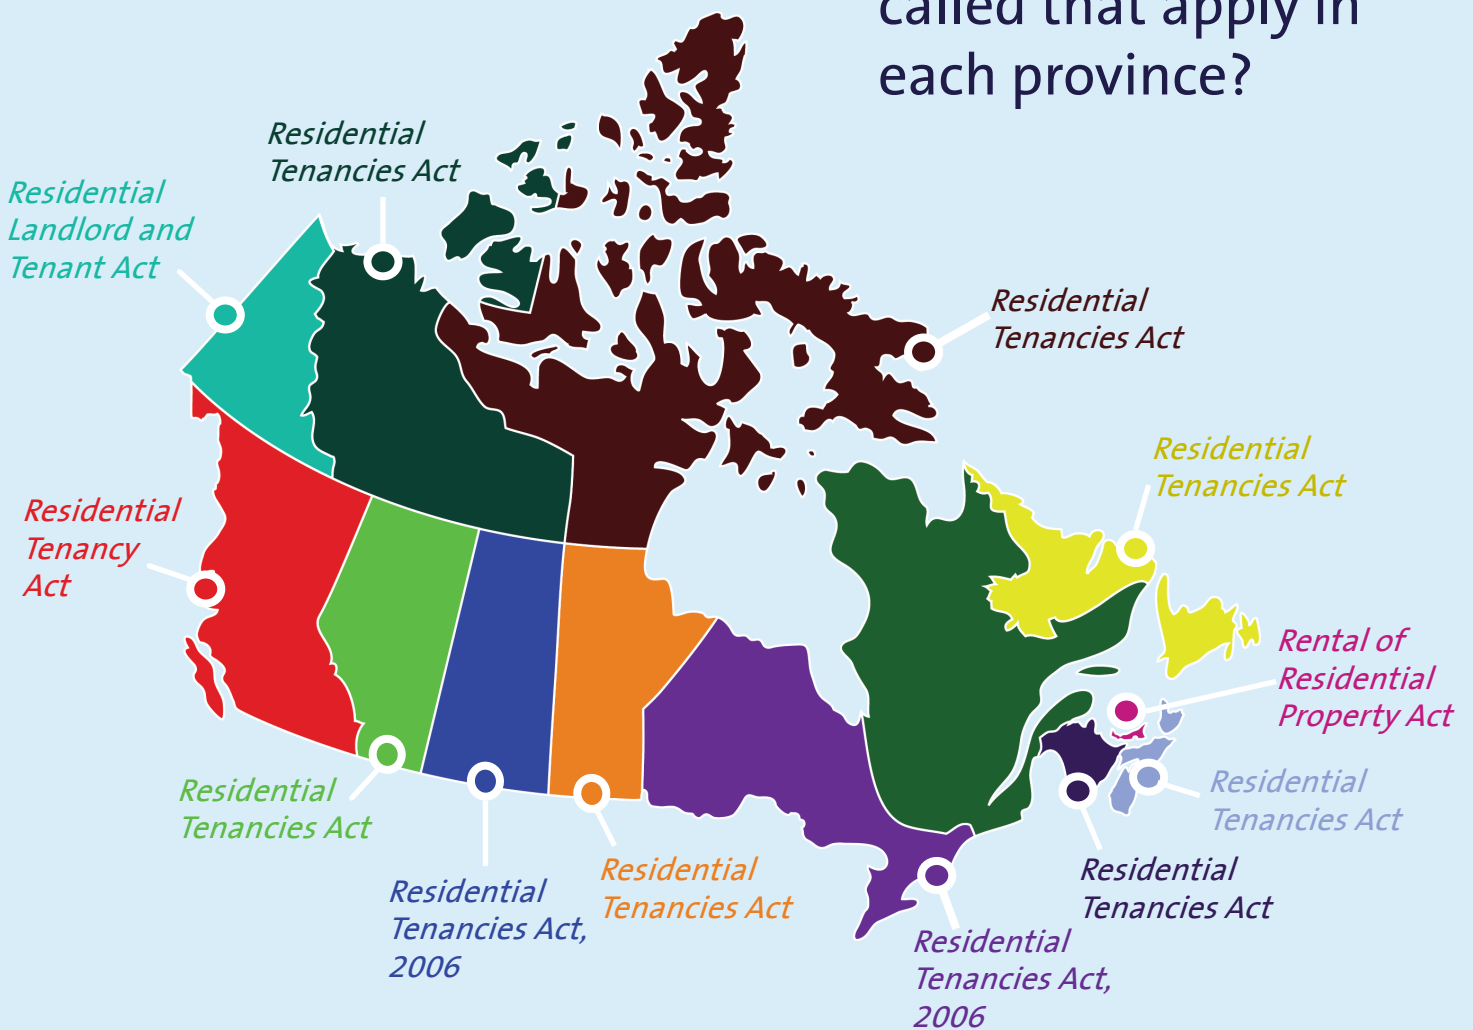 called that apply in
each province?
Residential
Tenancies Act
Residential
Landlord and
Tenant Act
Residential
Tenancies Act
Residential
Tenancies Act
Residential
Tenancy
Act
Rental of
Residential
Property Act
Residential
Tenancies Act
Residential
Tenancies Act
Residential
Tenancies Act
Residential
Tenancies Act
Residential
Tenancies Act,
2006
Residential
Tenancies Act,
2006